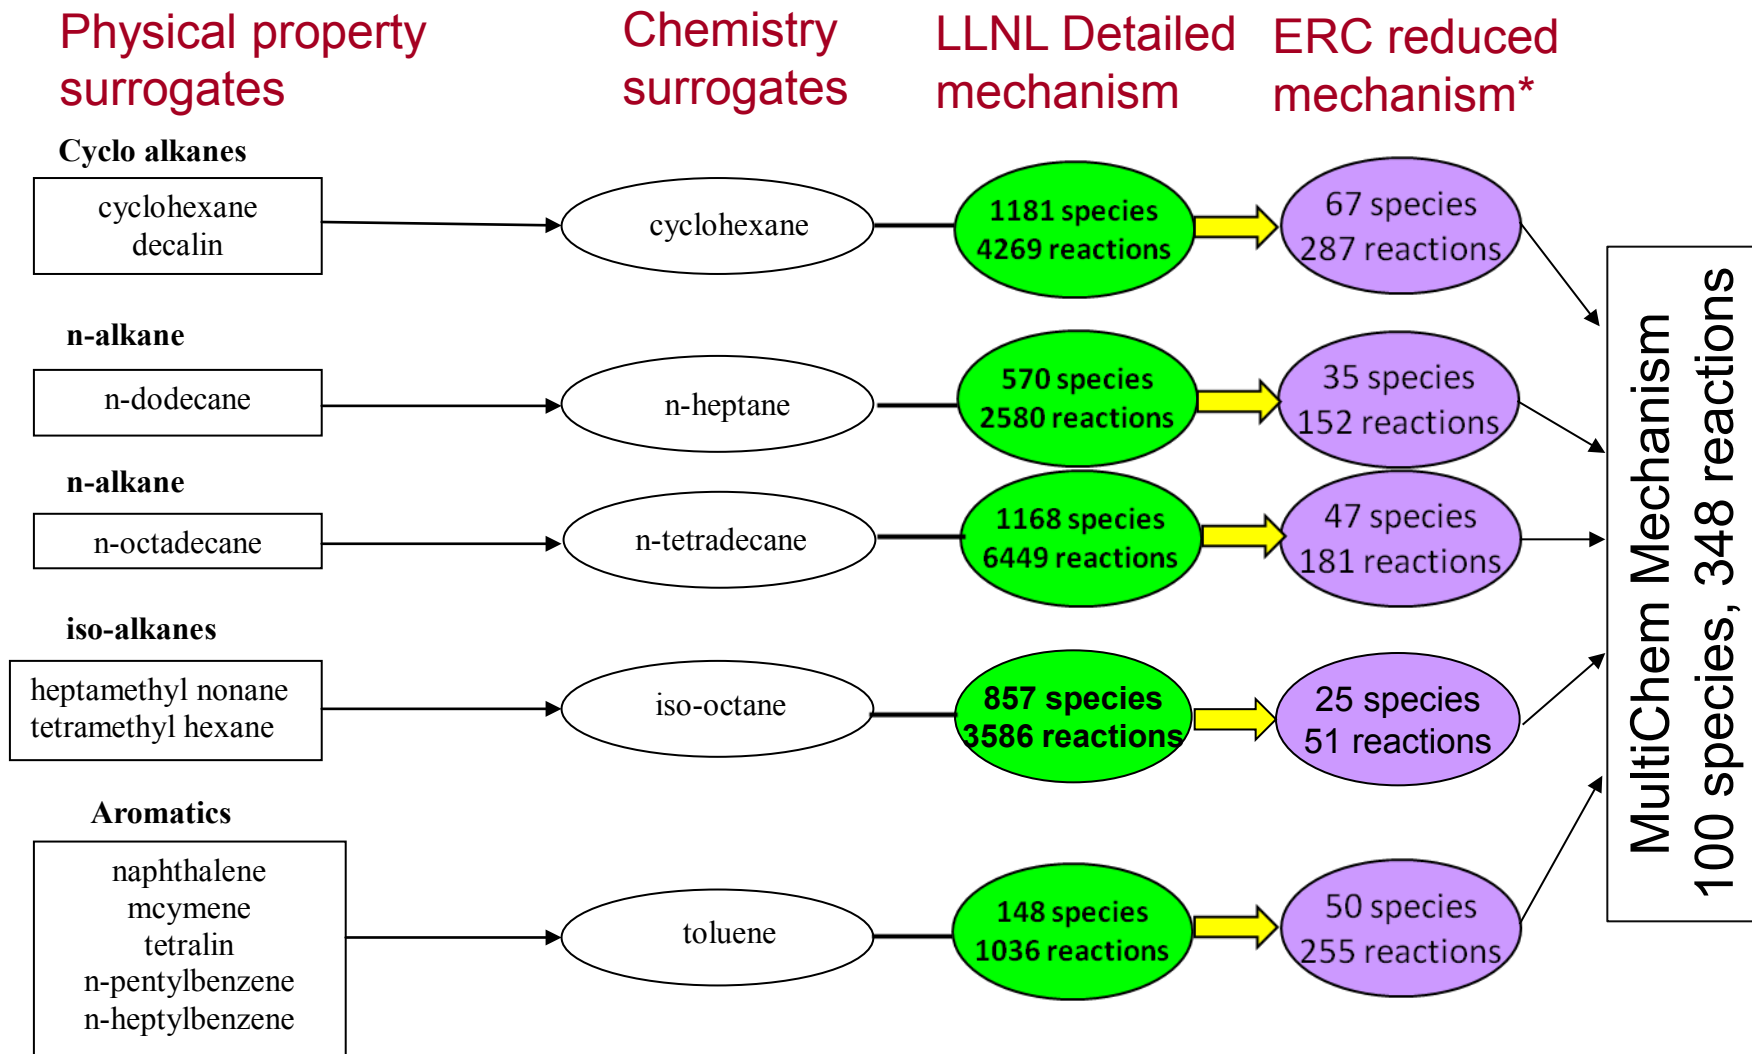 Physical property
surrogates
Chemistry
surrogates
LLNL Detailed
mechanism
ERC reduced
mechanism*
Cyclo alkanes
cyclohexane
decalin
cyclohexane
1181 species
4269 reactions
67 species
287 reactions
n-alkane
n-dodecane
n-heptane
570 species
2580 reactions
35 species
152 reactions
n-alkane
n-octadecane
n-tetradecane
1168 species
6449 reactions
47 species
181 reactions
iso-alkanes
heptamethyl nonane
tetramethyl hexane
iso-octane
857 species
3586 reactions
25 species
51 reactions
Aromatics
naphthalene
mcymene
tetralin
n-pentylbenzene
n-heptylbenzene
toluene
148 species
1036 reactions
50 species
255 reactions
MultiChem Mechanism
100 species, 348 reactions